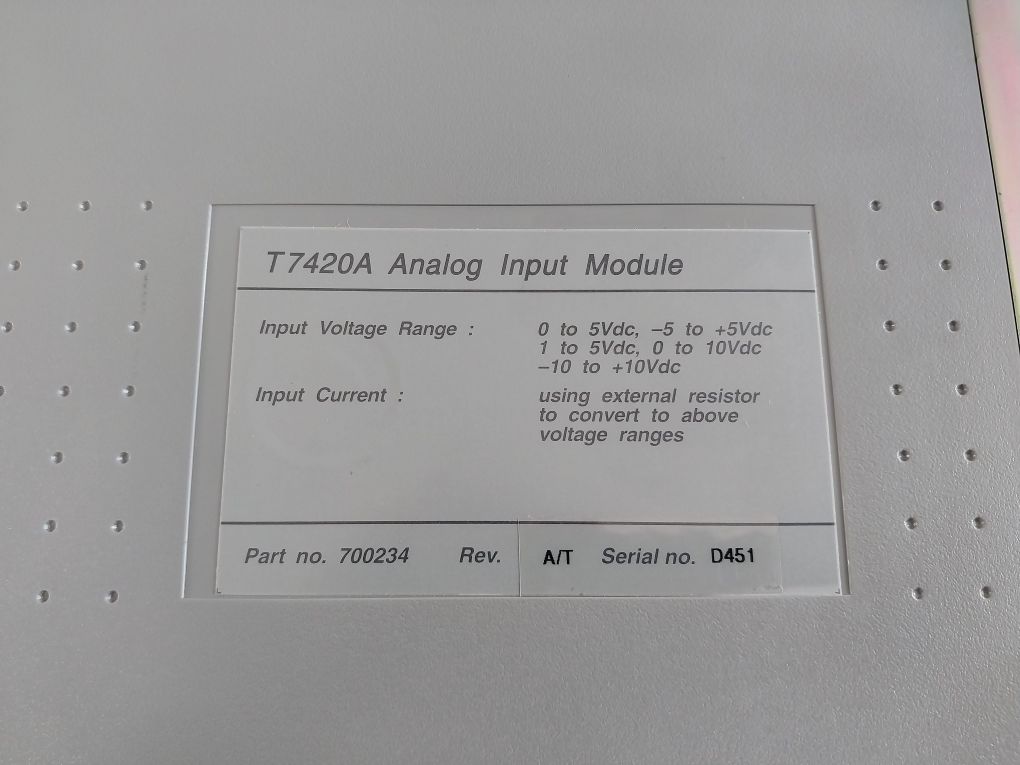 T7420A Analog Input Module
Input Voltage Range : 0 to 5Vdc, –5 to +5Vdc
1 to 5Vdc, 0 to 10Vdc
–10 to +10Vdc
Input Current : using external resistor
to convert to above
voltage ranges
Part no. 700234 Rev. A/T Serial no. D451